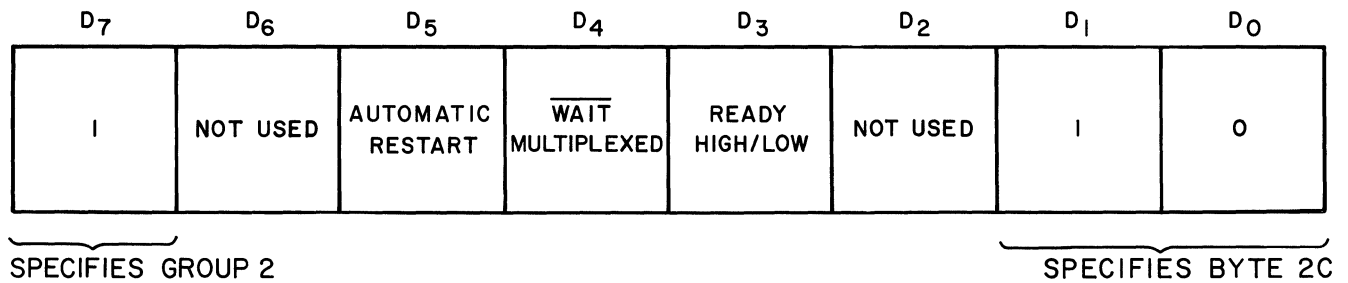 D7 D6 D5 D4 D3 D2 D1 D0
1
NOT USED
AUTOMATIC
RESTART
WAIT
MULTIPLEXED
READY
HIGH/LOW
NOT USED
1
0
SPECIFIES GROUP 2
SPECIFIES BYTE 2C